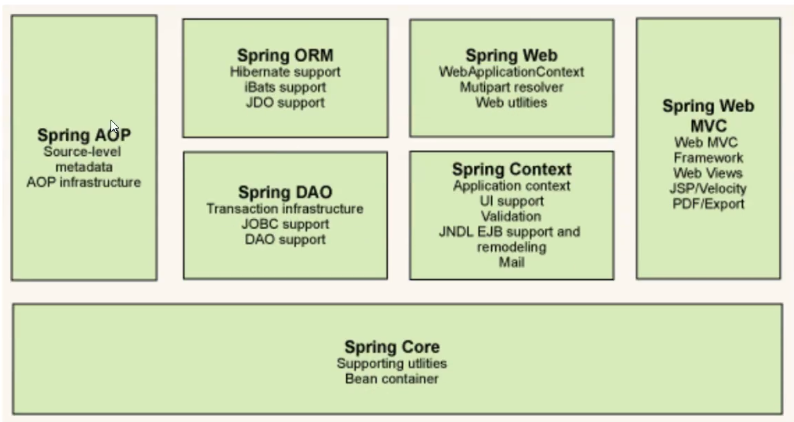 Spring AOP
Source-level
metadata
AOP infrastructure
Spring ORM
Hibernate support
iBats support
JDO support
Spring Web
WebApplicationContext
Mutipart resolver
Web utlities
Spring Web
MVC
Web MVC
Framework
Web Views
JSP/Velocity
PDF/Export
Spring DAO
Transaction infrastructure
JOBC support
DAO support
Spring Context
Application context
UI support
Validation
JNDL EJB support and
remodeling
Mail
Spring Core
Supporting utlities
Bean container